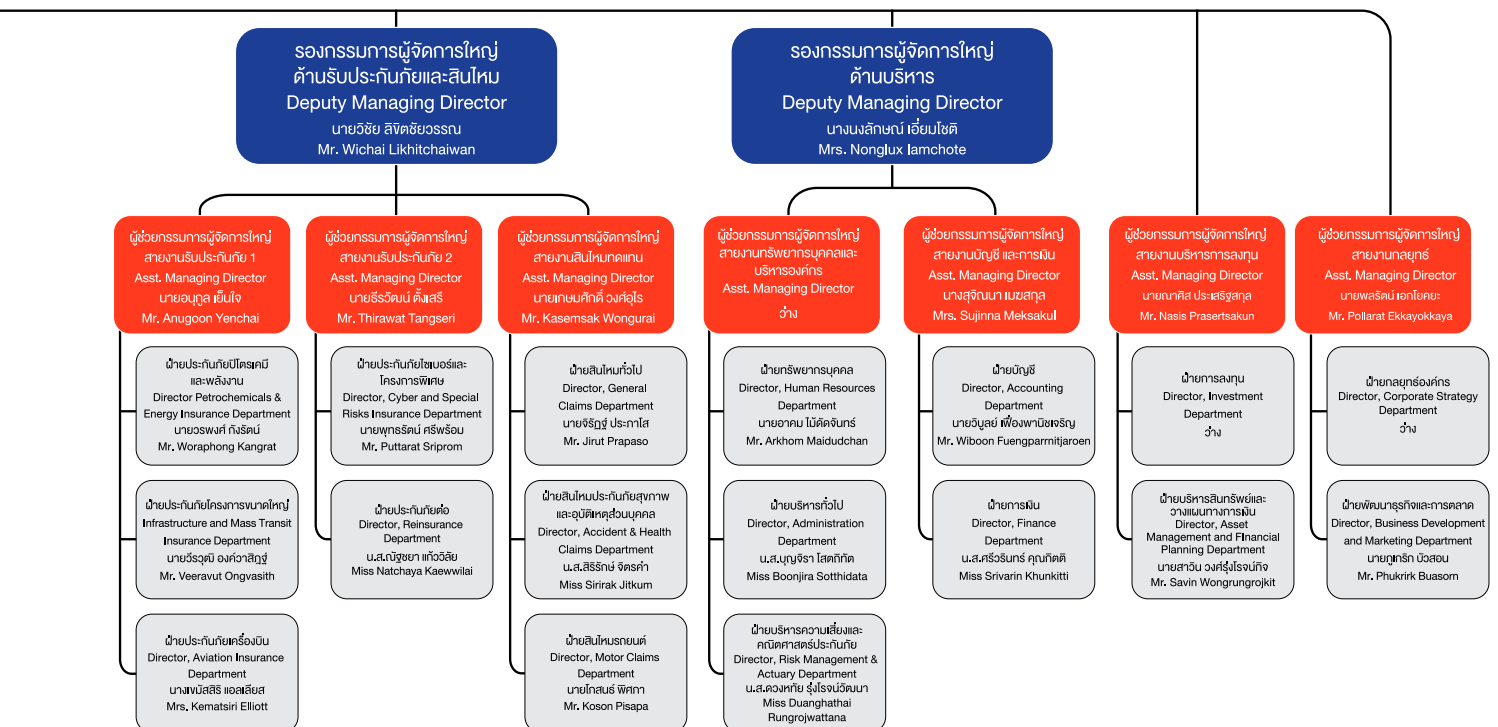 รองกรรมการผู้จัดการใหญ่
ด้านรับประกันภัยและสินไหม
Deputy Managing Director
นายวิชัย ลิขิตชัยวรรณ
Mr. Wichai Likhitchaiwan
รองกรรมการผู้จัดการใหญ่
ด้านบริหาร
Deputy Managing Director
นางนงลักษณ์ เอี่ยมโชติ
Mrs. Nonglux Iamchote
ผู้ช่วยกรรมการผู้จัดการใหญ่
สายงานรับประกันภัย 1
Asst. Managing Director
นายอนุกูล เย็นใจ
Mr. Anugoon Yenchai
ผู้ช่วยกรรมการผู้จัดการใหญ่
สายงานรับประกันภัย 2
Asst. Managing Director
นายธีรวัฒน์ ตั้งเสรี
Mr. Thirawat Tangseri
ผู้ช่วยกรรมการผู้จัดการใหญ่
สายงานสินไหมทดแทน
Asst. Managing Director
นายเกษมศักดิ์ วงศ์อุไร
Mr. Kasemsak Wongurai
ผู้ช่วยกรรมการผู้จัดการใหญ่
สายงานทรัพยากรบุคคลและ
บริหารองค์กร
Asst. Managing Director
ว่าง
ผู้ช่วยกรรมการผู้จัดการใหญ่
สายงานบัญชี และการเงิน
Asst. Managing Director
นางสุจิณนา เมฆสกุล
Mrs. Sujinna Meksakul
ผู้ช่วยกรรมการผู้จัดการใหญ่
สายงานบริหารการลงทุน
Asst. Managing Director
นายณาศิส ประเสริฐสกุล
Mr. Nasis Prasertsakun
ผู้ช่วยกรรมการผู้จัดการใหญ่
สายงานกลยุทธ์
Asst. Managing Director
นายพลรัตน์ เอกโยคยะ
Mr. Pollarat Ekkayokkaya
ฝ่ายประกันภัยปิโตรเคมี
และพลังงาน
Director Petrochemicals &
Energy Insurance Department
นายวรพงศ์ กังรัตน์
Mr. Woraphong Kangrat
ฝ่ายประกันภัยไซเบอร์และ
โครงการพิเศษ
Director, Cyber and Special
Risks Insurance Department
นายพุทธรัตน์ ศรีพร้อม
Mr. Puttarat Sriprom
ฝ่ายสินไหมทั่วไป
Director, General
Claims Department
นายจิรัฏฐ์ ประภาโส
Mr. Jirut Prapaso
ฝ่ายทรัพยากรบุคคล
Director, Human Resources
Department
นายอาคม ไม้ดัดจันทร์
Mr. Arkhom Maidudchan
ฝ่ายบัญชี
Director, Accounting
Department
นายวิบูลย์ เฟื่องพานิชเจริญ
Mr. Wiboon Fuengparrnitjaroen
ฝ่ายการลงทุน
Director, Investment
Department
ว่าง
ฝ่ายกลยุทธ์องค์กร
Director, Corporate Strategy
Department
ว่าง
ฝ่ายประกันภัยโครงการขนาดใหญ่
Infrastructure and Mass Transit
Insurance Department
นายวีรวุฒิ องค์วาสิฏฐ์
Mr. Veeravut Ongvasith
ฝ่ายประกันภัยต่อ
Director, Reinsurance
Department
น.ส.ณัฐชยา แก้ววิลัย
Miss Natchaya Kaewwilai
ฝ่ายสินไหมประกันภัยสุขภาพ
และอุบัติเหตุส่วนบุคคล
Director, Accident & Health
Claims Department
น.ส.สิริรักษ์ จิตรคำ
Miss Sirirak Jitkum
ฝ่ายบริหารทั่วไป
Director, Administration
Department
น.ส.บุญจิรา โสตถิทัต
Miss Boonjira Sotthidata
ฝ่ายการเงิน
Director, Finance
Department
น.ส.ศรีวรินทร์ คุณกิตติ
Miss Srivarin Khunkitti
ฝ่ายบริหารสินทรัพย์และ
วางแผนทางการเงิน
Director, Asset
Management and Financial
Planning Department
นายสาวิน วงศ์รุ่งโรจน์กิจ
Mr. Savin Wongrungrojkit
ฝ่ายพัฒนาธุรกิจและการตลาด
Director, Business Development
and Marketing Department
นายภูเกริก บัวสอน
Mr. Phukrirk Buasorn
ฝ่ายประกันภัยเครื่องบิน
Director, Aviation Insurance
Department
นางเขมัสสิริ แอลเลียส
Mrs. Kematsiri Elliott
ฝ่ายสินไหมรถยนต์
Director, Motor Claims
Department
นายโกสนธ์ พิศภา
Mr. Koson Pisapa
ฝ่ายบริหารความเสี่ยงและ
คณิตศาสตร์ประกันภัย
Director, Risk Management &
Actuary Department
น.ส.ดวงหทัย รุ่งโรจน์วัฒนา
Miss Duanghathai
Rungrojwattana